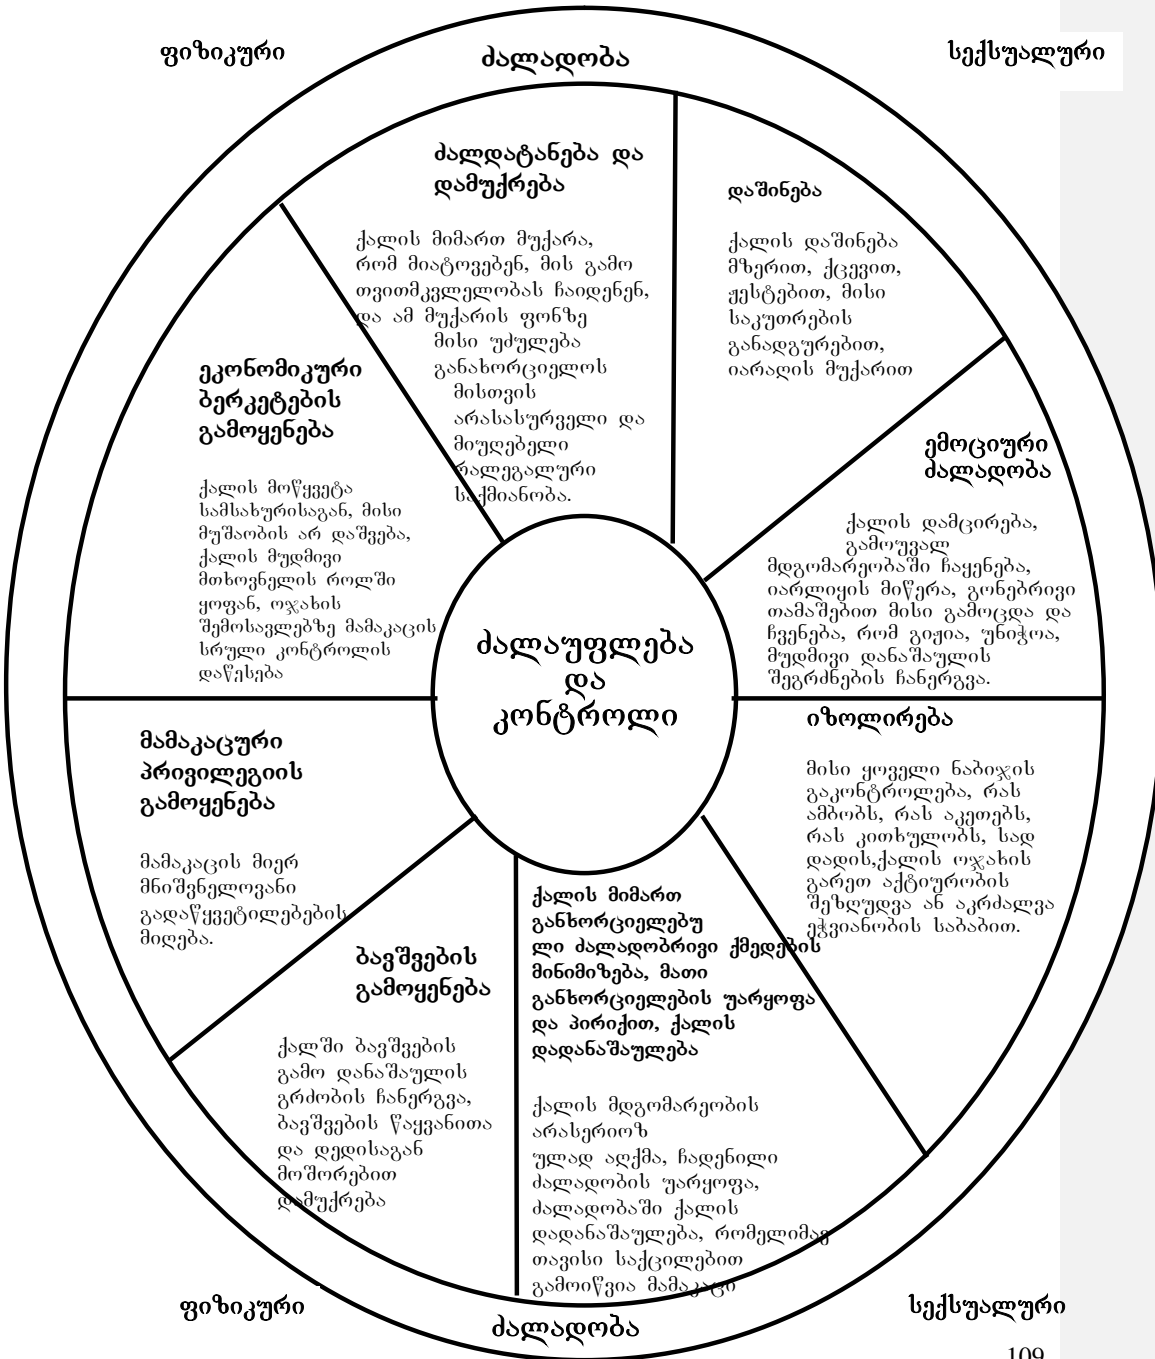 ფიზიკური
ძალადობა
სექსუალური
ძალდატანება და
დამუქრება
ქალის მიმართ მუქარა,
რომ მიატოვებენ, მის გამო
თვითმკვლელობას ჩაიდენენ,
და ამ მუქარის ფონზე
მისი უძულება
განახორციელოს
მისთვის
არასასურველი და
მიუღებელი
რალეგალური
საქმიანობა.
დაშინება
ქალის დაშინება
მზერით, ქცევით,
ჟესტებით, მისი
საკუთრების
განადგურებით,
იარაღის მუქარით
ემოციური
ძალადობა
ქალის დამცირება,
გამოუვალ
მდგომარეობაში ჩაყენება,
იარლიყის მიწერა, გონებრივი
თამაშებით მისი გამოცდა და
ჩვენება, რომ გიჟია, უნიჭოა,
მუდმივი დანაშაულის
შეგრძნების ჩანერგვა.
ეკონომიკური
ბერკეტების
გამოყენება
ქალის მოწყვეტა
სამსახურისაგან, მისი
მუშაობის არ დაშვება,
ქალის მუდმივი
მთხოვნელის როლში
ყოფან, ოჯახის
შემოსავლებზე მამაკაცის
სრული კონტროლის
დაწესება
ძალაუფლება
და
კონტროლი
იზოლირება
მისი ყოველი ნაბიჯის
გაკონტროლება, რას
ამბობს, რას აკეთებს,
რას კითხულობს, სად
დადის,ქალის ოჯახის
გარეთ აქტიურობის
შეზღუდვა ან აკრძალვა
ეჭვიანობის საბაბით.
მამაკაცური
პრივილეგიის
გამოყენება
მამაკაცის მიერ
მნიშვნელოვანი
გადაწყვეტილებების
მიღება.
ბავშვების
გამოყენება
ქალში ბავშვების
გამო დანაშაულის
გრძობის ჩანერგვა,
ბავშვების წაყვანითა
და დედისაგან
მოშორებით
დამუქრება
ქალის მიმართ
განხორციელებუ
ლი ძალადობრივი ქმედების
მინიმიზება, მათი
განხორციელების უარყოფა
და პირიქით, ქალის
დადანაშაულება
ქალის მდგომარეობის
არასერიოზ
ულად აღქმა, ჩადენილი
ძალადობის უარყოფა,
ძალადობაში ქალის
დადანაშაულება, რომელიმაე
თავისი საქციელებით
გამოიწვია მამაკაცი
ფიზიკური
ძალადობა
სექსუალური
109